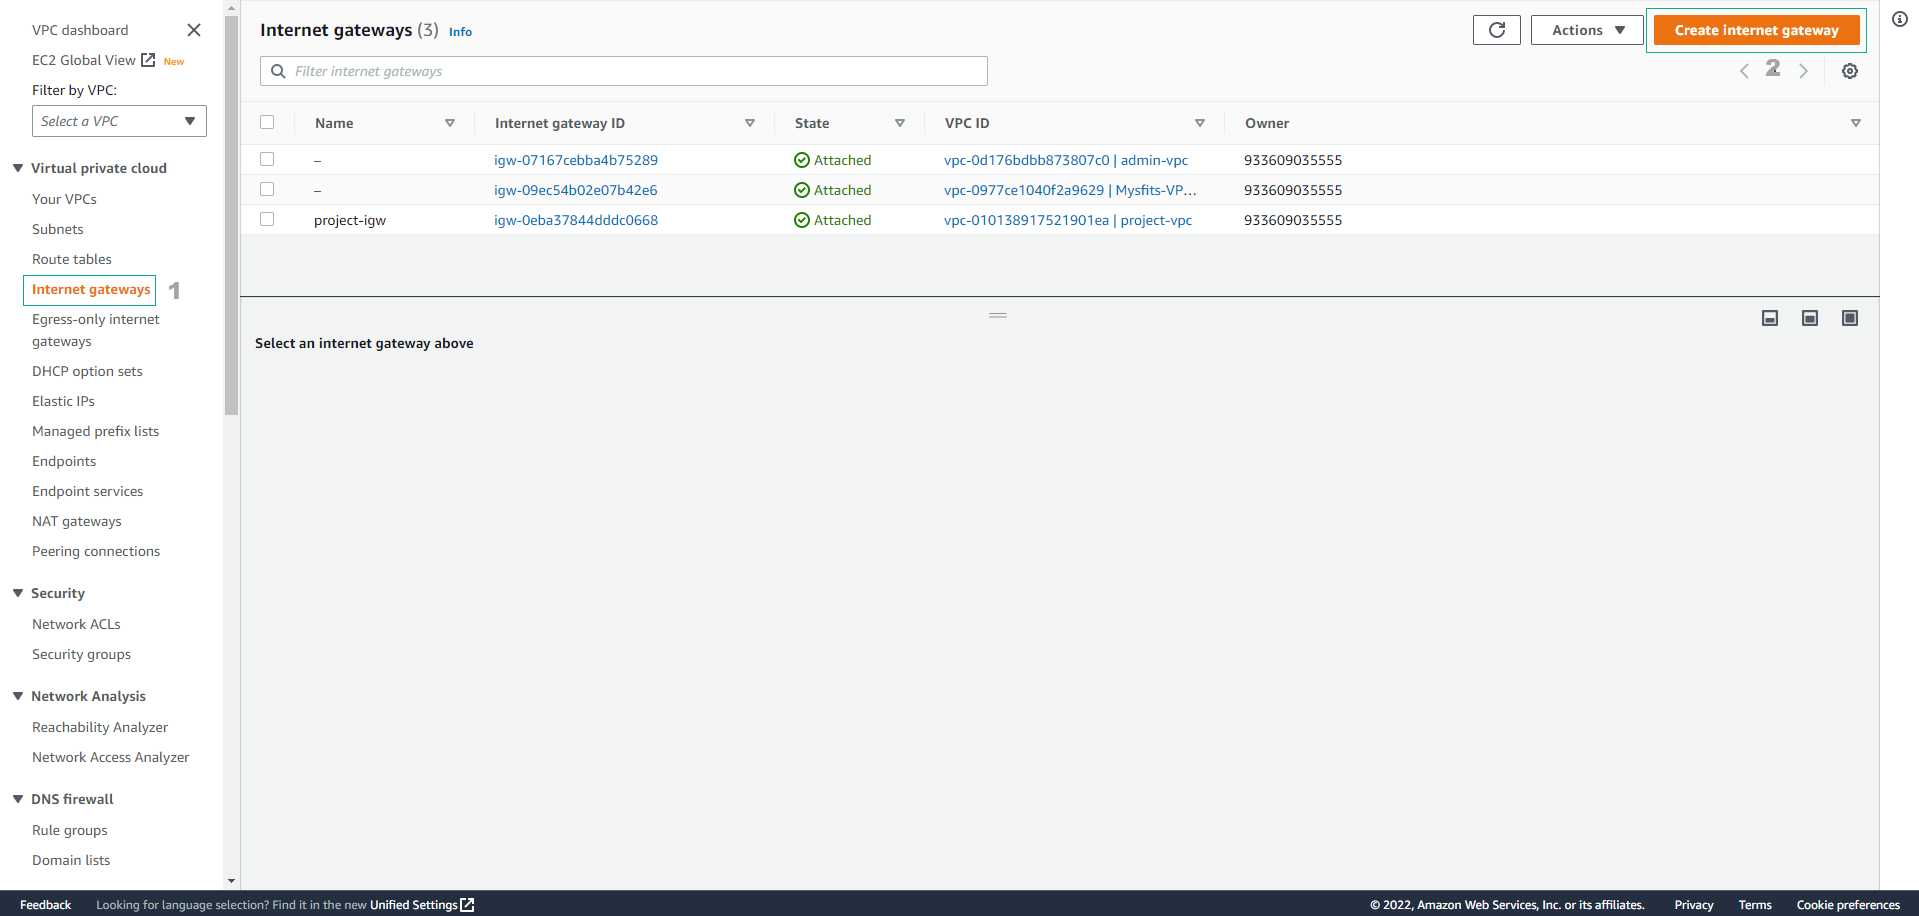 VPC dashboard
EC2 Global View New
Filter by VPC:
Select a VPC
Virtual private cloud
Your VPCs
Subnets
Route tables
Internet gateways 1
Egress-only internet
gateways
DHCP option sets
Elastic IPs
Managed prefix lists
Endpoints
Endpoint services
NAT gateways
Peering connections
Security
Network ACLs
Security groups
Network Analysis
Reachability Analyzer
Network Access Analyzer
DNS firewall
Rule groups
Domain lists
Internet gateways (3) Info
Actions
Create internet gateway
Filter internet gateways
2
Name Internet gateway ID State VPC ID Owner
– igw-07167cebba4b75289 Attached vpc-0d176bdbb873807c0 | admin-vpc 933609035555
– igw-09ec54b02e07b42e6 Attached vpc-0977ce1040f2a9629 | Mysfits-VP... 933609035555
project-igw igw-0eba37844dddc0668 Attached vpc-010138917521901ea | project-vpc 933609035555
Select an internet gateway above
Feedback Looking for language selection? Find it in the new Unified Settings © 2022, Amazon Web Services, Inc. or its affiliates. Privacy Terms Cookie preferences